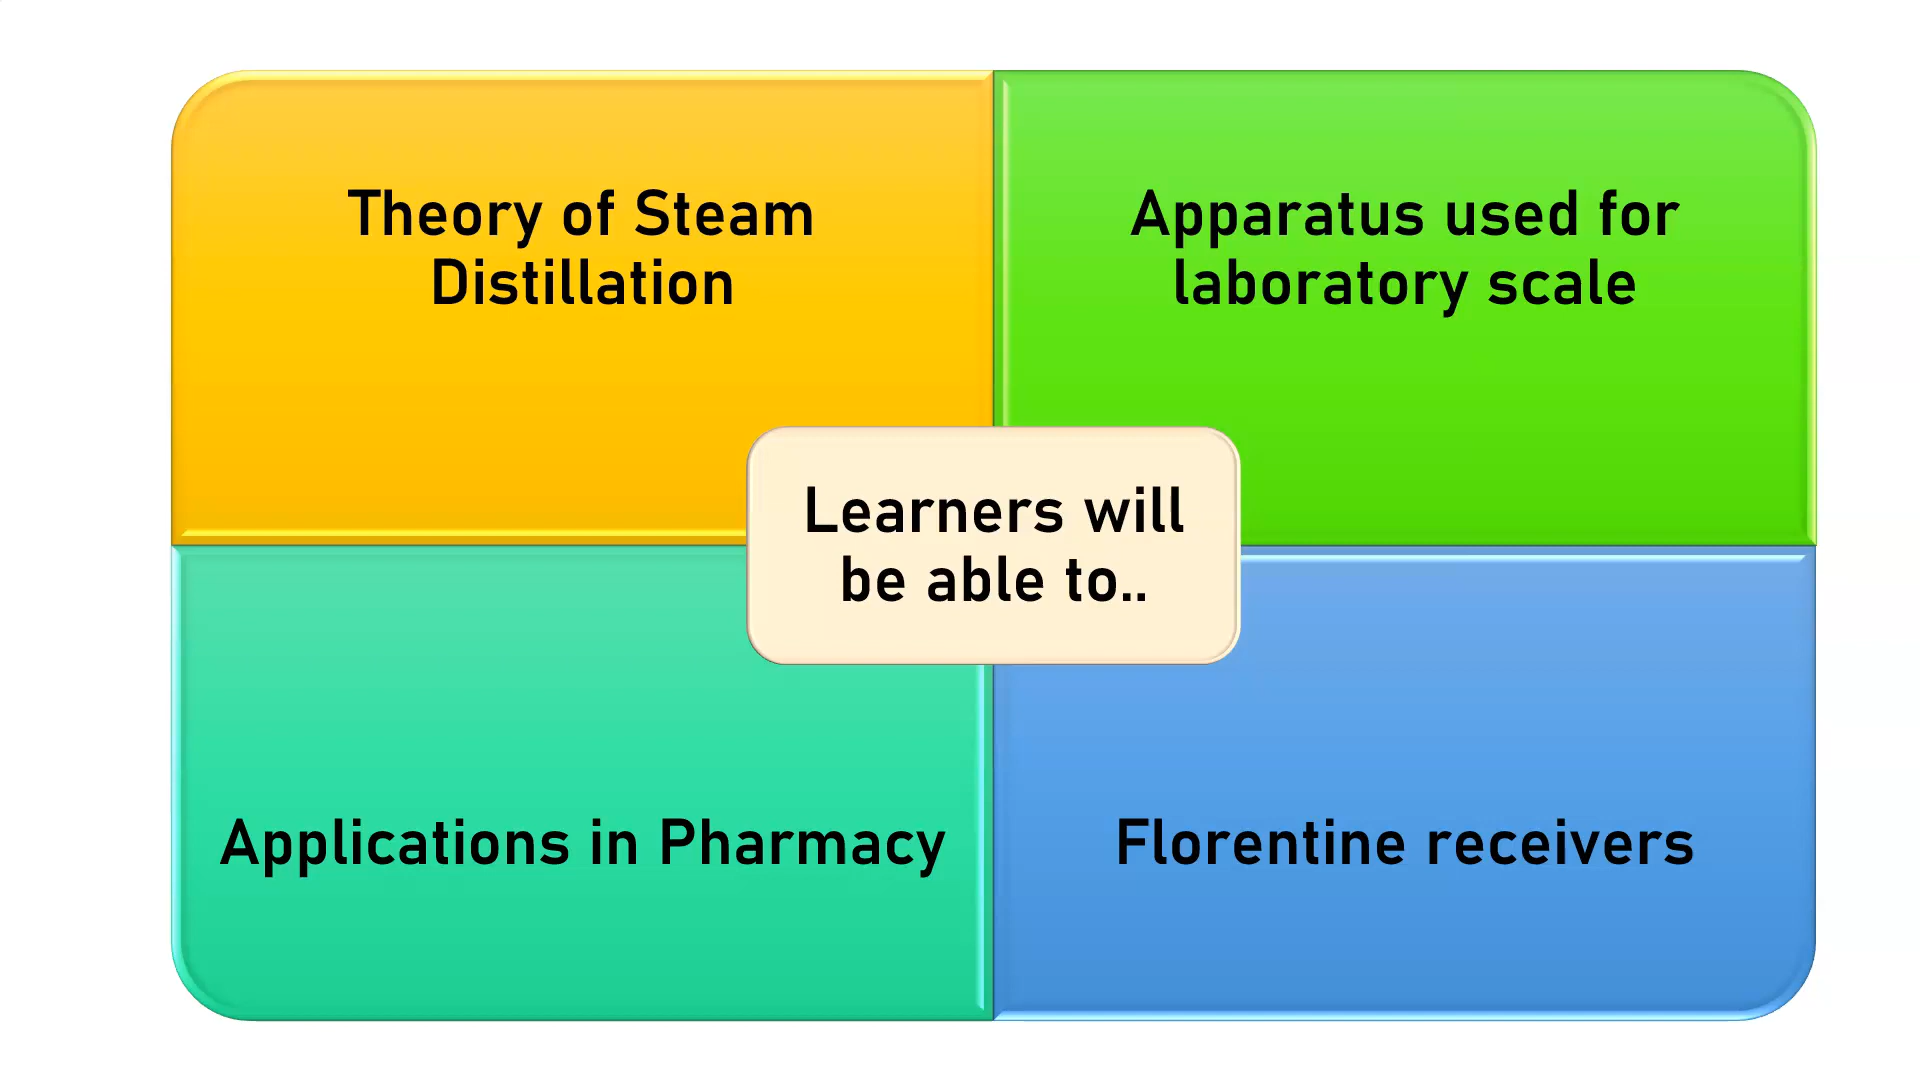 Theory of Steam
Distillation
Apparatus used for
laboratory scale
Learners will
be able to..
Applications in Pharmacy
Florentine receivers